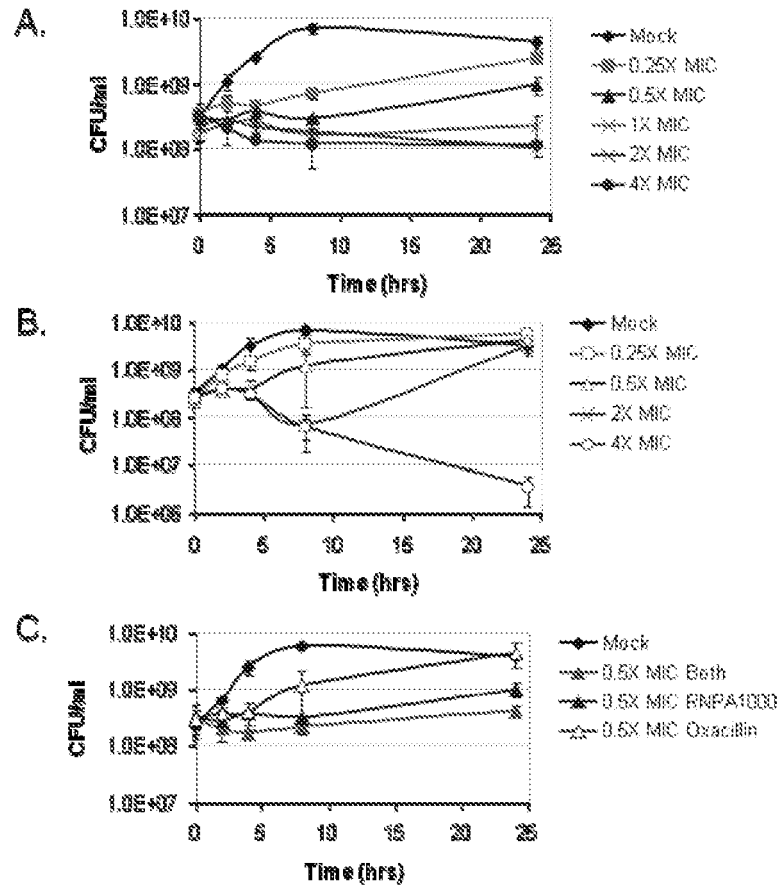 A.
1.0E+10
1.0E+09
1.0E+08
1.0E+07
CFU/ml
0 5 10 15 20 25
Time (hrs)
Mock
0.25X MIC
0.5X MIC
1X MIC
2X MIC
4X MIC
B.
1.0E+10
1.0E+09
1.0E+08
1.0E+07
1.0E+06
CFU/ml
0 5 10 15 20 25
Time (hrs)
Mock
0.25X MIC
0.5X MIC
2X MIC
4X MIC
C.
1.0E+10
1.0E+09
1.0E+08
1.0E+07
CFU/ml
0 5 10 15 20 25
Time (hrs)
Mock
0.5X MIC Both
0.5X MIC RNPA1000
0.5X MIC Oxacillin